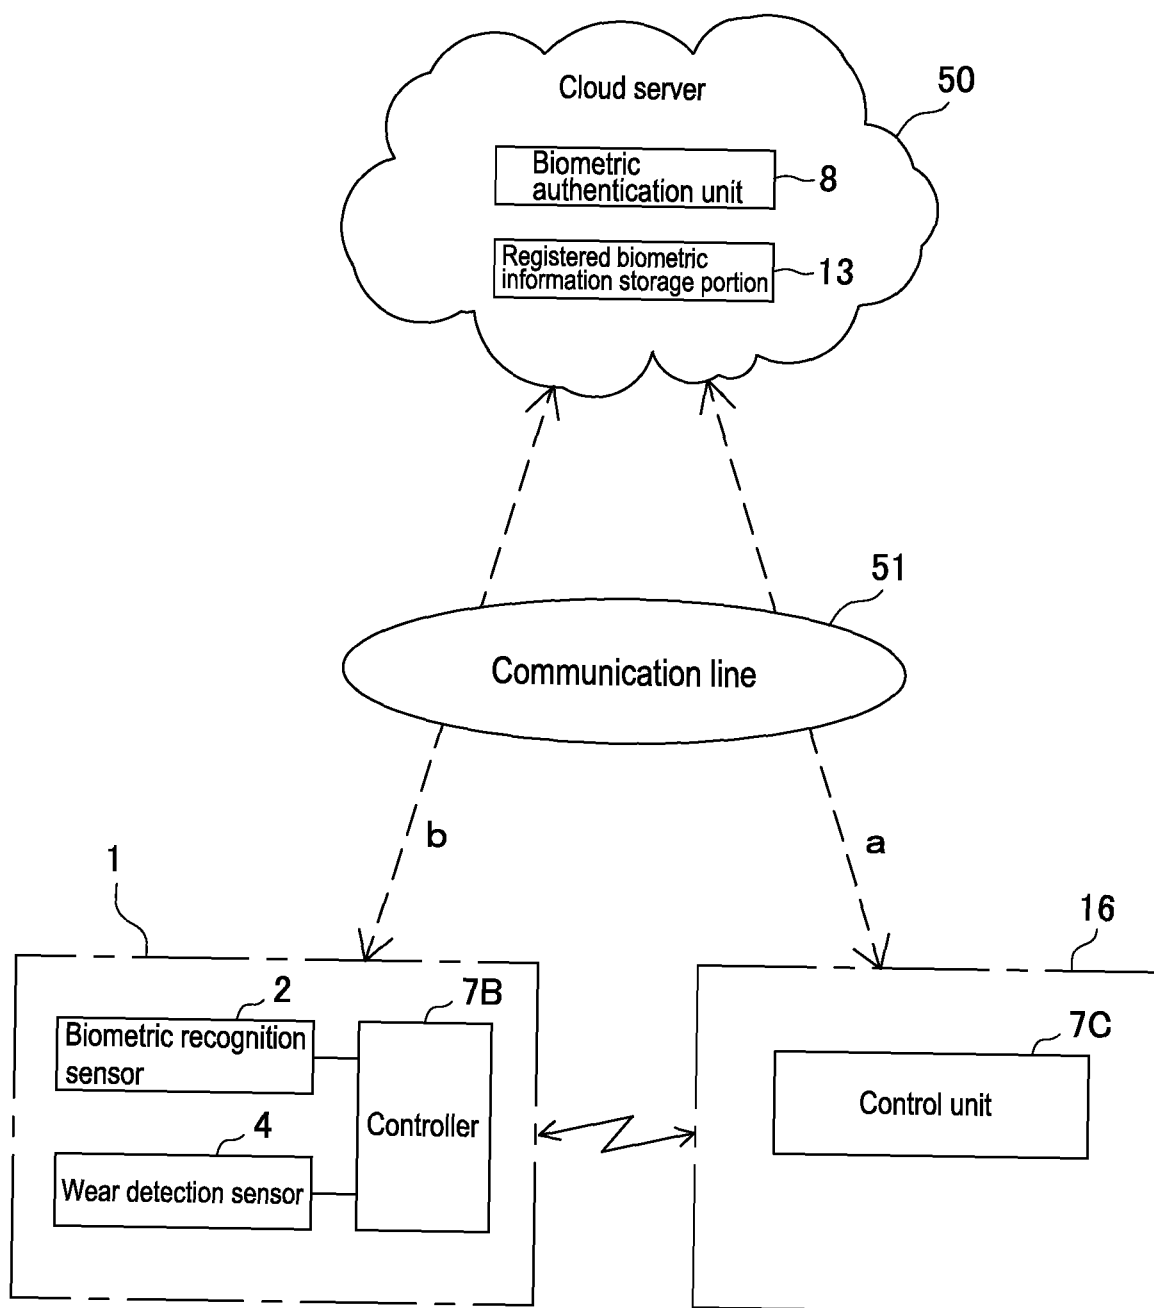 Cloud server
50
Biometric
authentication unit
8
Registered biometric
information storage portion
13
51
Communication line
b
a
1
16
2
7B
7C
Biometric recognition
sensor
Controller
Control unit
4
Wear detection sensor